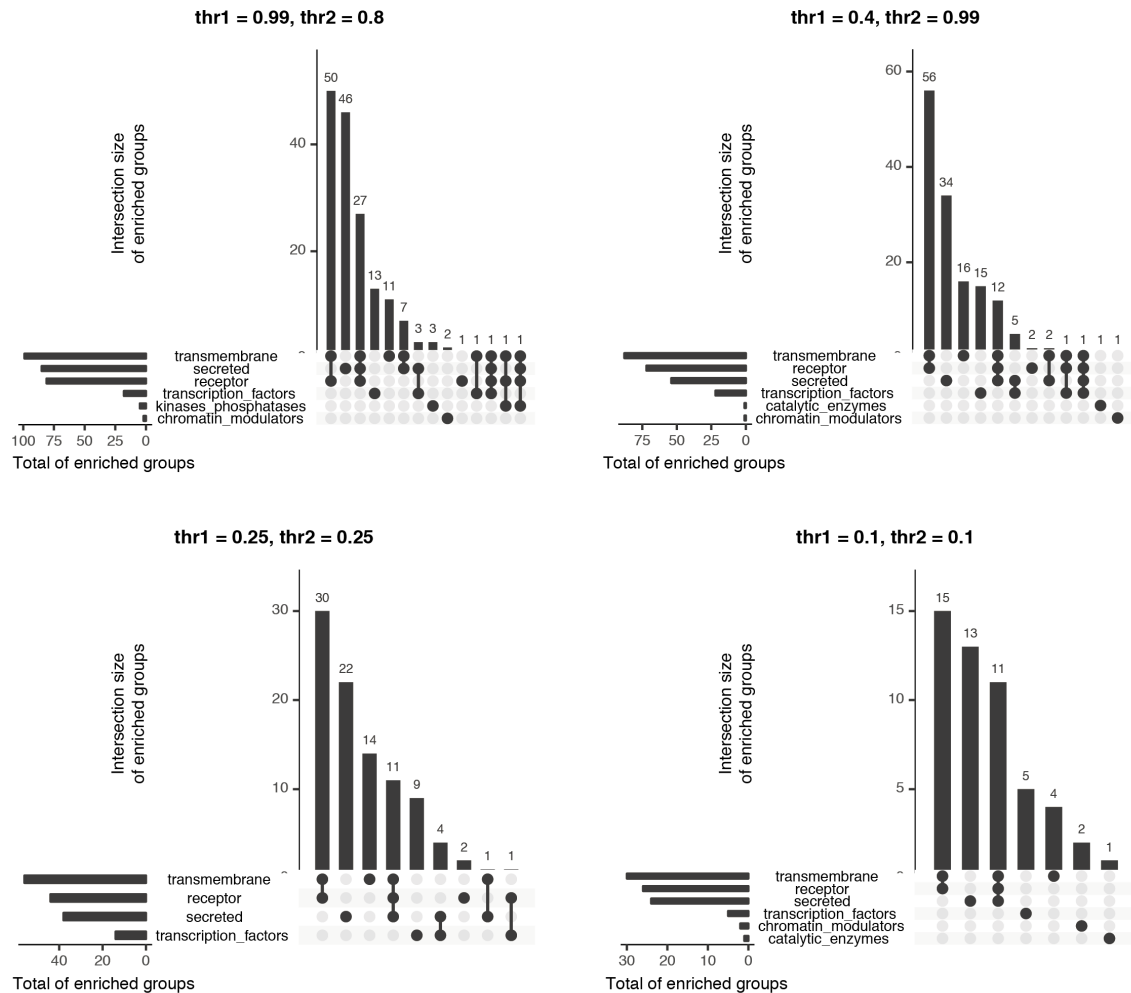 thr1 = 0.99, thr2 = 0.8
Intersection size
of enriched groups
40
20
50
46
27
13
11
7
3
3
2
1
1
1
1
1
transmembrane
secreted
receptor
transcription_factors
kinases_phosphatases
chromatin_modulators
100 75 50 25 0
Total of enriched groups
thr1 = 0.4, thr2 = 0.99
Intersection size
of enriched groups
60
40
20
56
34
16
15
12
5
2
2
1
1
1
1
transmembrane
receptor
secreted
transcription_factors
catalytic_enzymes
chromatin_modulators
75 50 25 0
Total of enriched groups
thr1 = 0.25, thr2 = 0.25
Intersection size
of enriched groups
30
20
10
30
22
14
11
9
4
2
1
1
transmembrane
receptor
secreted
transcription_factors
40 20 0
Total of enriched groups
thr1 = 0.1, thr2 = 0.1
Intersection size
of enriched groups
15
10
5
15
13
11
5
4
2
1
transmembrane
receptor
secreted
transcription_factors
chromatin_modulators
catalytic_enzymes
30 20 10 0
Total of enriched groups